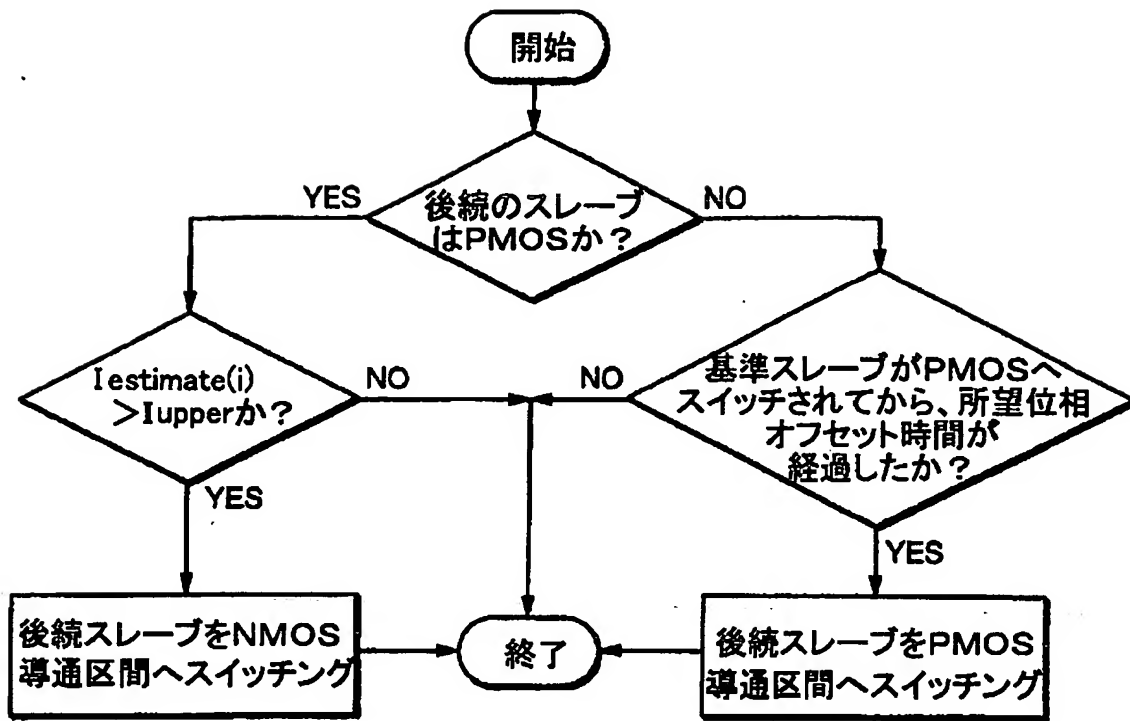 開始
YES
後続のスレーブ
はPMOSか？
NO
Iestimate(i)
>Iupperか？
NO
NO
基準スレーブがPMOSへ
スイッチされてから、所望位相
オフセット時間が
経過したか？
YES
YES
後続スレーブをNMOS
導通区間へスイッチング
終了
後続スレーブをPMOS
導通区間へスイッチング